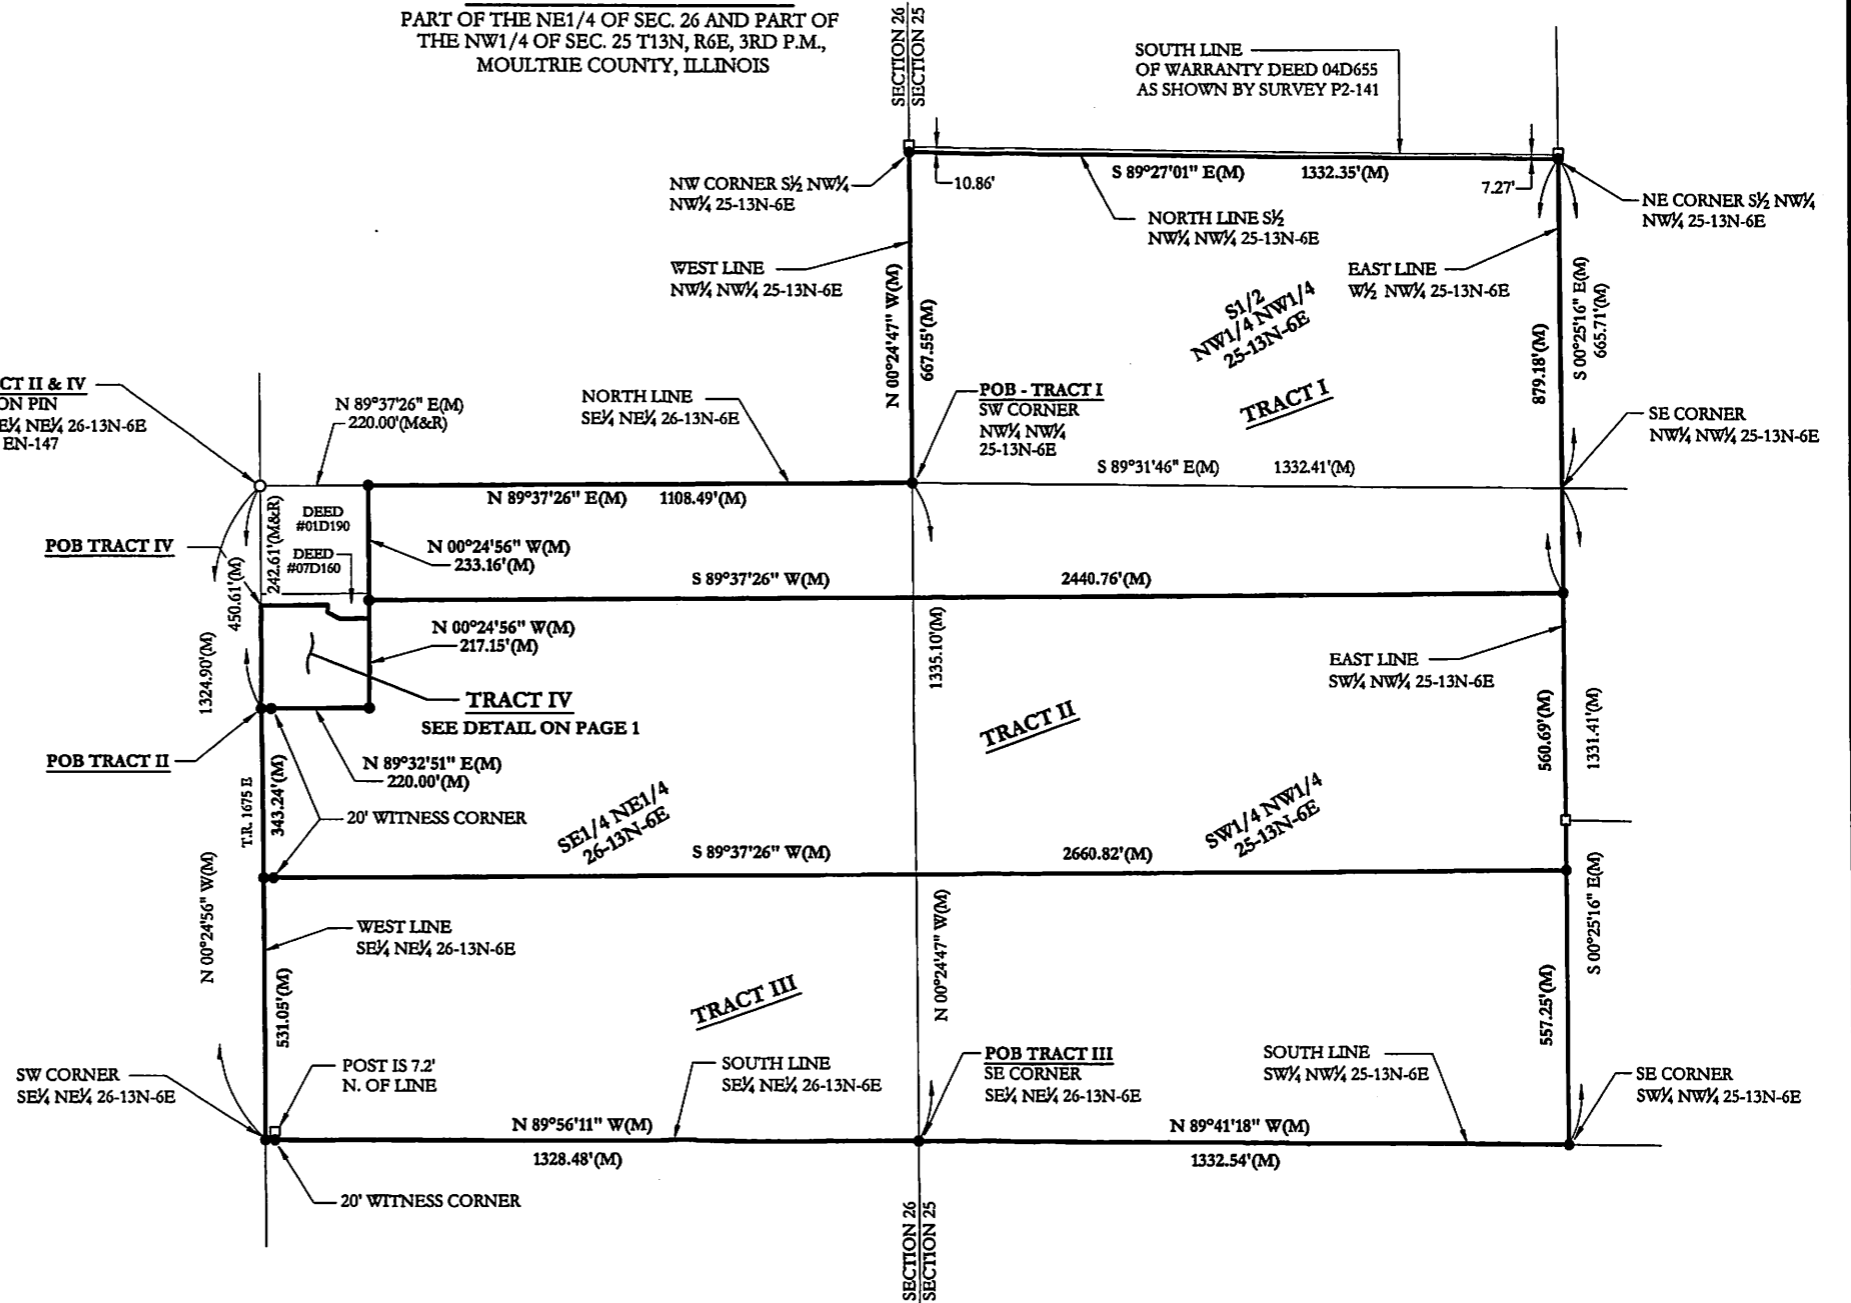 PART OF THE NE1/4 OF SEC. 26 AND PART OF
THE NW1/4 OF SEC. 25 T13N, R6E, 3RD P.M.,
MOULTRIE COUNTY, ILLINOIS
SECTION 26
SECTION 25
SOUTH LINE
OF WARRANTY DEED 04D655
AS SHOWN BY SURVEY P2-141
NW CORNER S½ NW¼
NW¼ 25-13N-6E
10.86'
S 89°27'01" E(M) 1332.35'(M)
7.27'
NE CORNER S½ NW¼
NW¼ 25-13N-6E
NORTH LINE S½
NW¼ NW¼ 25-13N-6E
WEST LINE
NW¼ NW¼ 25-13N-6E
EAST LINE
W½ NW¼ 25-13N-6E
N 00°24'47" W(M)
667.55'(M)
S1/2
NW1/4 NW1/4
25-13N-6E
TRACT I
879.18'(M)
S 00°25'16" E(M)
665.71'(M)
CT II & IV
ON PIN
E¼ NE¼ 26-13N-6E
EN-147
N 89°37'26" E(M)
220.00'(M&R)
NORTH LINE
SE¼ NE¼ 26-13N-6E
POB - TRACT I
SW CORNER
NW¼ NW¼
25-13N-6E
SE CORNER
NW¼ NW¼ 25-13N-6E
S 89°31'46" E(M) 1332.41'(M)
N 89°37'26" E(M) 1108.49'(M)
DEED
#01D190
DEED
#07D160
242.61'(M&R)
450.61'(M)
1324.90'(M)
POB TRACT IV
N 00°24'56" W(M)
233.16'(M)
S 89°37'26" W(M) 2440.76'(M)
N 00°24'56" W(M)
217.15'(M)
1335.10'(M)
EAST LINE
SW¼ NW¼ 25-13N-6E
TRACT IV
SEE DETAIL ON PAGE 1
TRACT II
560.69'(M)
1331.41'(M)
POB TRACT II
N 89°32'51" E(M)
220.00'(M)
T.R. 1675 E
343.24'(M)
20' WITNESS CORNER
SE1/4 NE1/4
26-13N-6E
SW1/4 NW1/4
25-13N-6E
S 89°37'26" W(M) 2660.82'(M)
N 00°24'56" W(M)
WEST LINE
SE¼ NE¼ 26-13N-6E
N 00°24'47" W(M)
S 00°25'16" E(M)
531.05'(M)
TRACT III
557.25'(M)
SW CORNER
SE¼ NE¼ 26-13N-6E
POST IS 7.2'
N. OF LINE
SOUTH LINE
SE¼ NE¼ 26-13N-6E
POB TRACT III
SE CORNER
SE¼ NE¼ 26-13N-6E
SOUTH LINE
SW¼ NW¼ 25-13N-6E
SE CORNER
SW¼ NW¼ 25-13N-6E
N 89°56'11" W(M)
1328.48'(M)
N 89°41'18" W(M)
1332.54'(M)
20' WITNESS CORNER
SECTION 26
SECTION 25